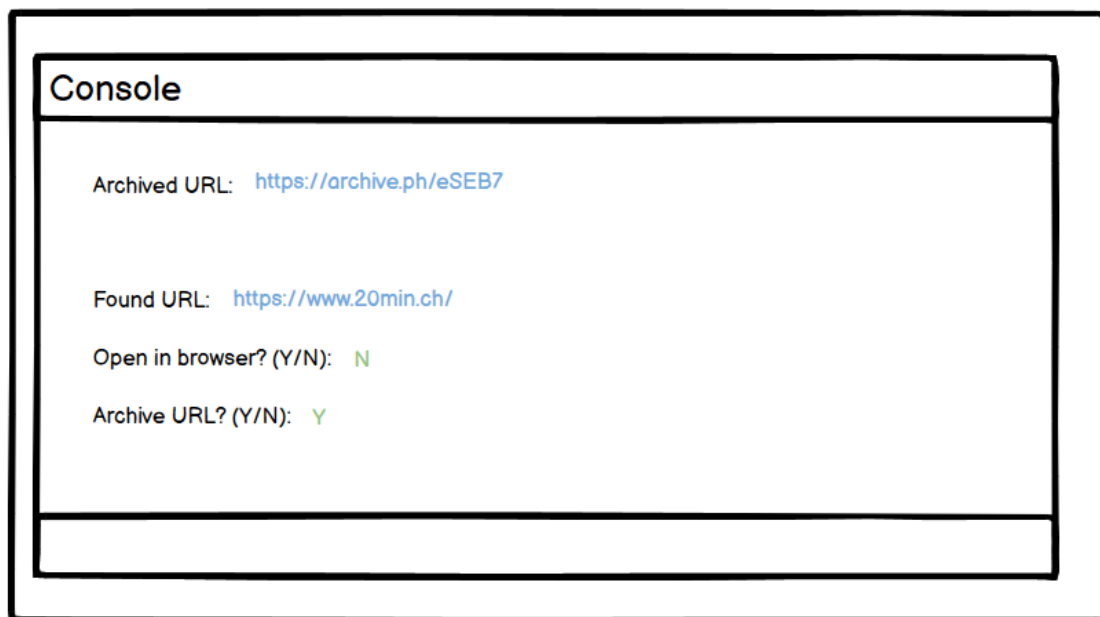 Console
Archived URL: https://archive.ph/eSEB7
Found URL: https://www.20min.ch/
Open in browser? (Y/N): N
Archive URL? (Y/N): Y